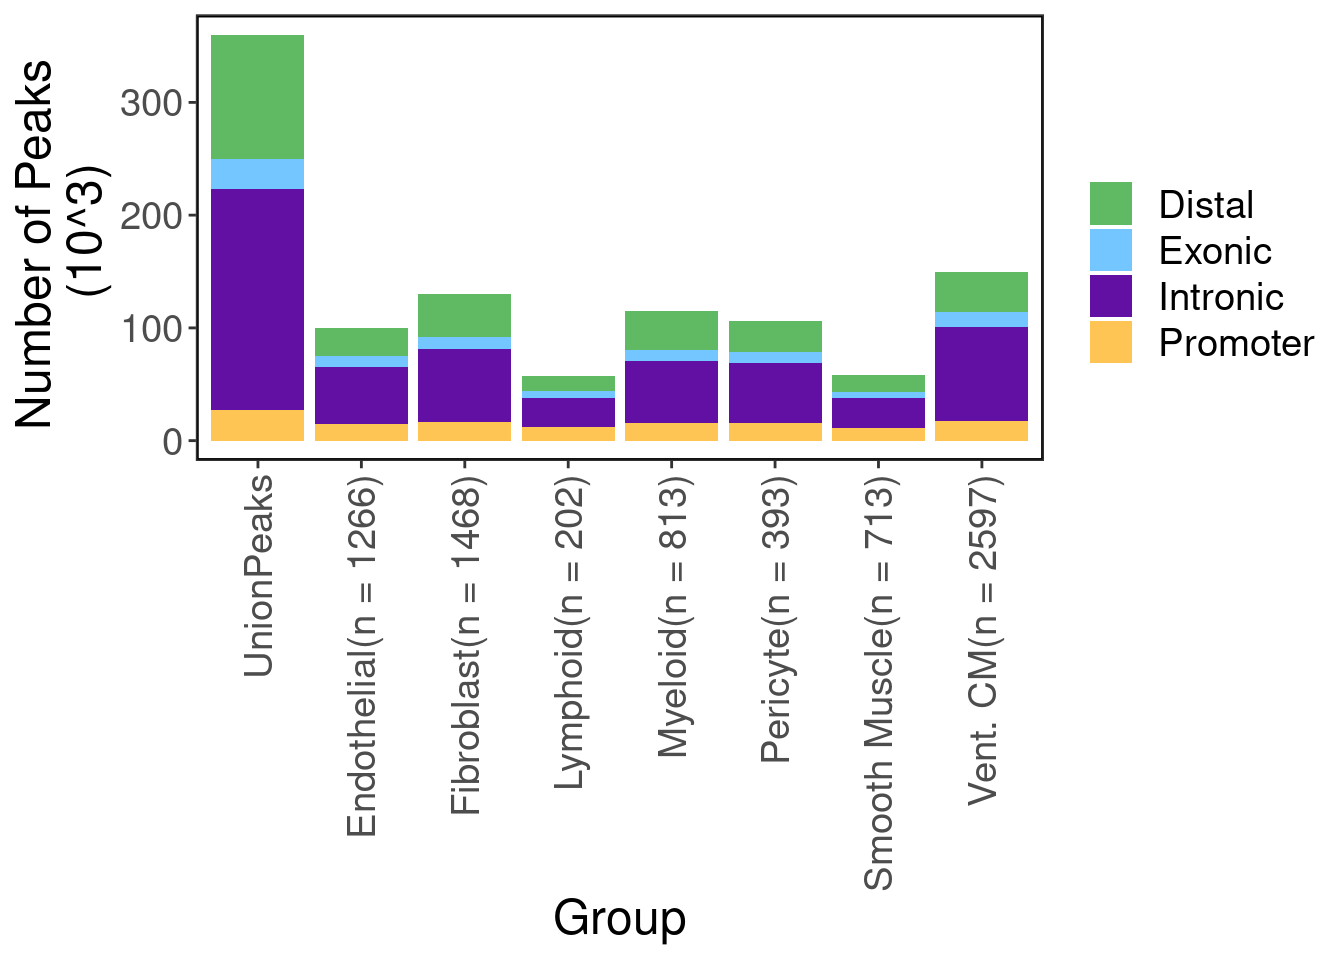 Number of Peaks
(10^3)
300
200
100
0
UnionPeaks
Endothelial(n = 1266)
Fibroblast(n = 1468)
Lymphoid(n = 202)
Myeloid(n = 813)
Pericyte(n = 393)
Smooth Muscle(n = 713)
Vent. CM(n = 2597)
Group
Distal
Exonic
Intronic
Promoter